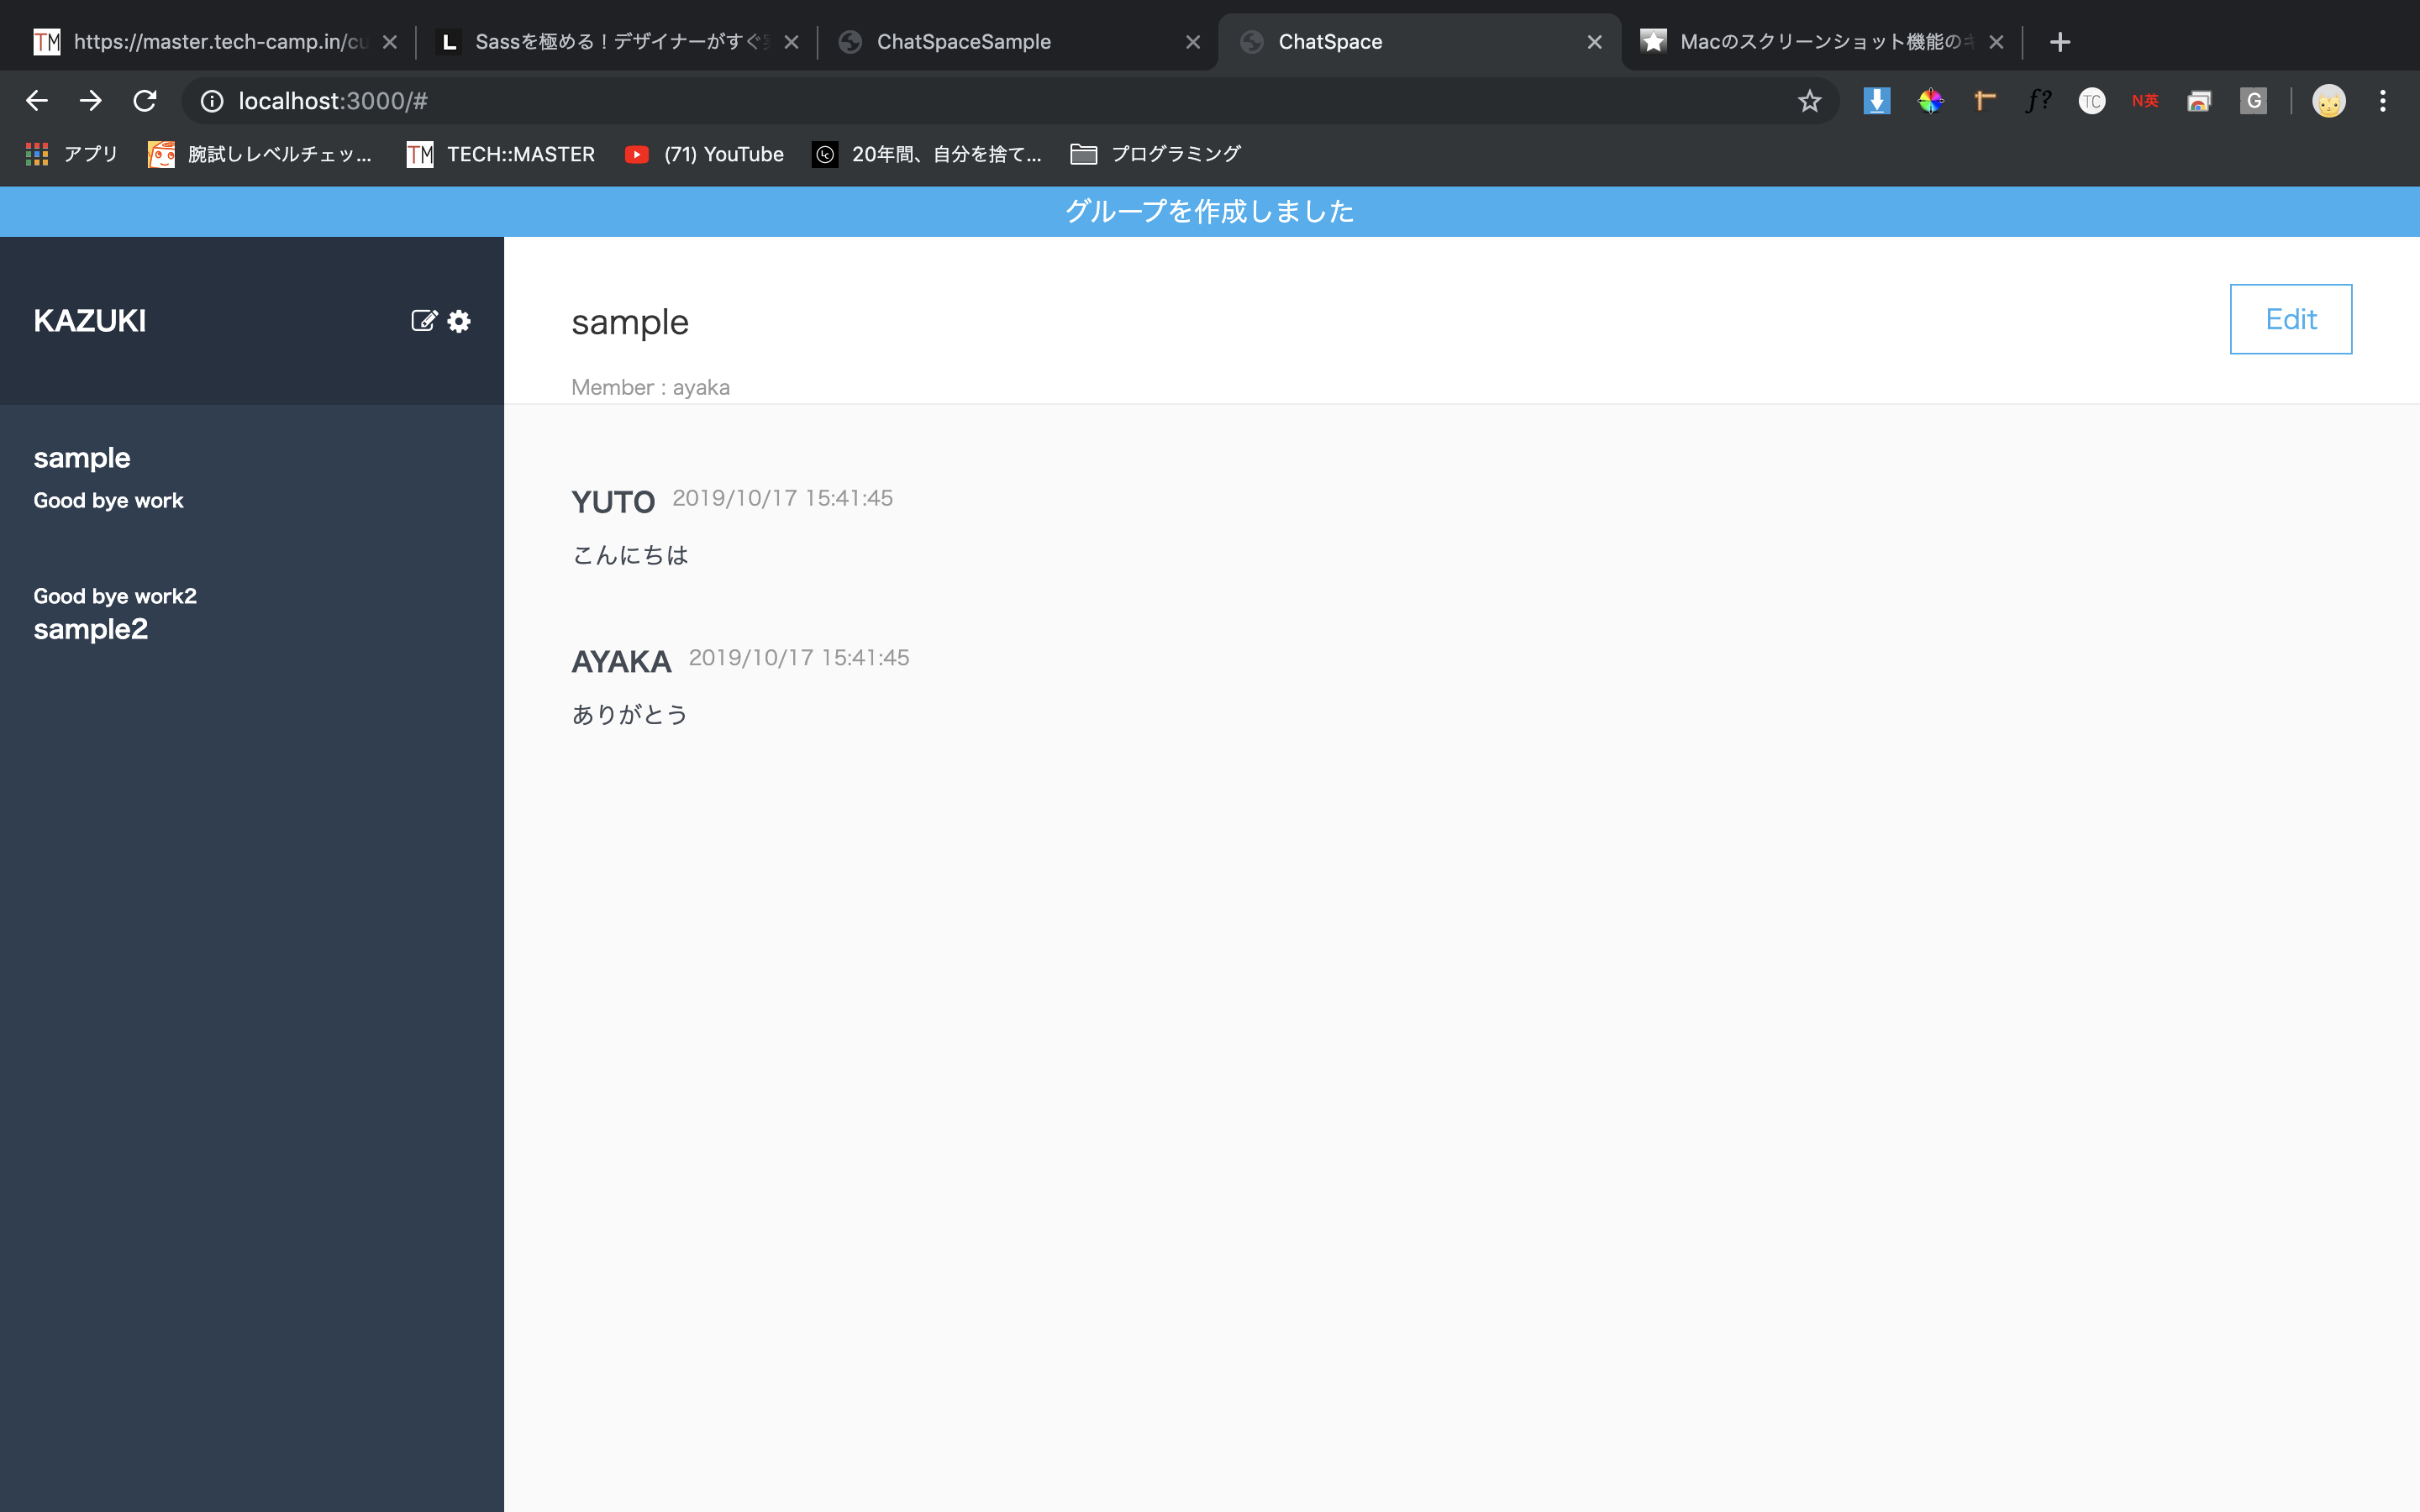 https://master.tech-camp.in/cu
Sassを極める！デザイナーがすぐ
ChatSpaceSample
ChatSpace
Macのスクリーンショット機能の
localhost:3000/#
アプリ
腕試しレベルチェッ...
TECH::MASTER
(71) YouTube
20年間、自分を捨て...
プログラミング
グループを作成しました
KAZUKI
sample
Good bye work
Good bye work2
sample2
sample
Edit
Member : ayaka
YUTO 2019/10/17 15:41:45
こんにちは
AYAKA 2019/10/17 15:41:45
ありがとう